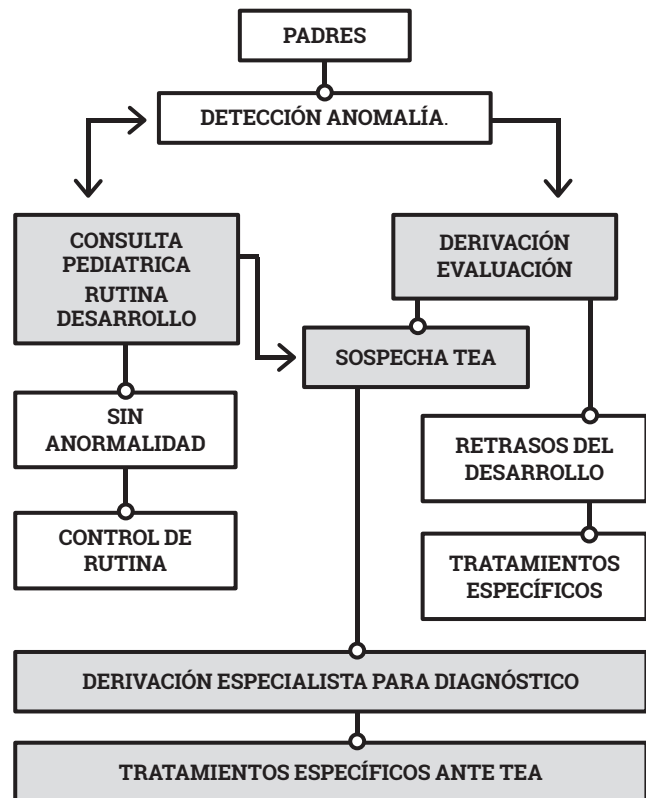 PADRES
DETECCIÓN ANOMALÍA.
CONSULTA
PEDIATRICA
RUTINA
DESARROLLO
DERIVACIÓN
EVALUACIÓN
SOSPECHA TEA
SIN
ANORMALIDAD
RETRASOS DEL
DESARROLLO
CONTROL DE
RUTINA
TRATAMIENTOS
ESPECÍFICOS
DERIVACIÓN ESPECIALISTA PARA DIAGNÓSTICO
TRATAMIENTOS ESPECÍFICOS ANTE TEA